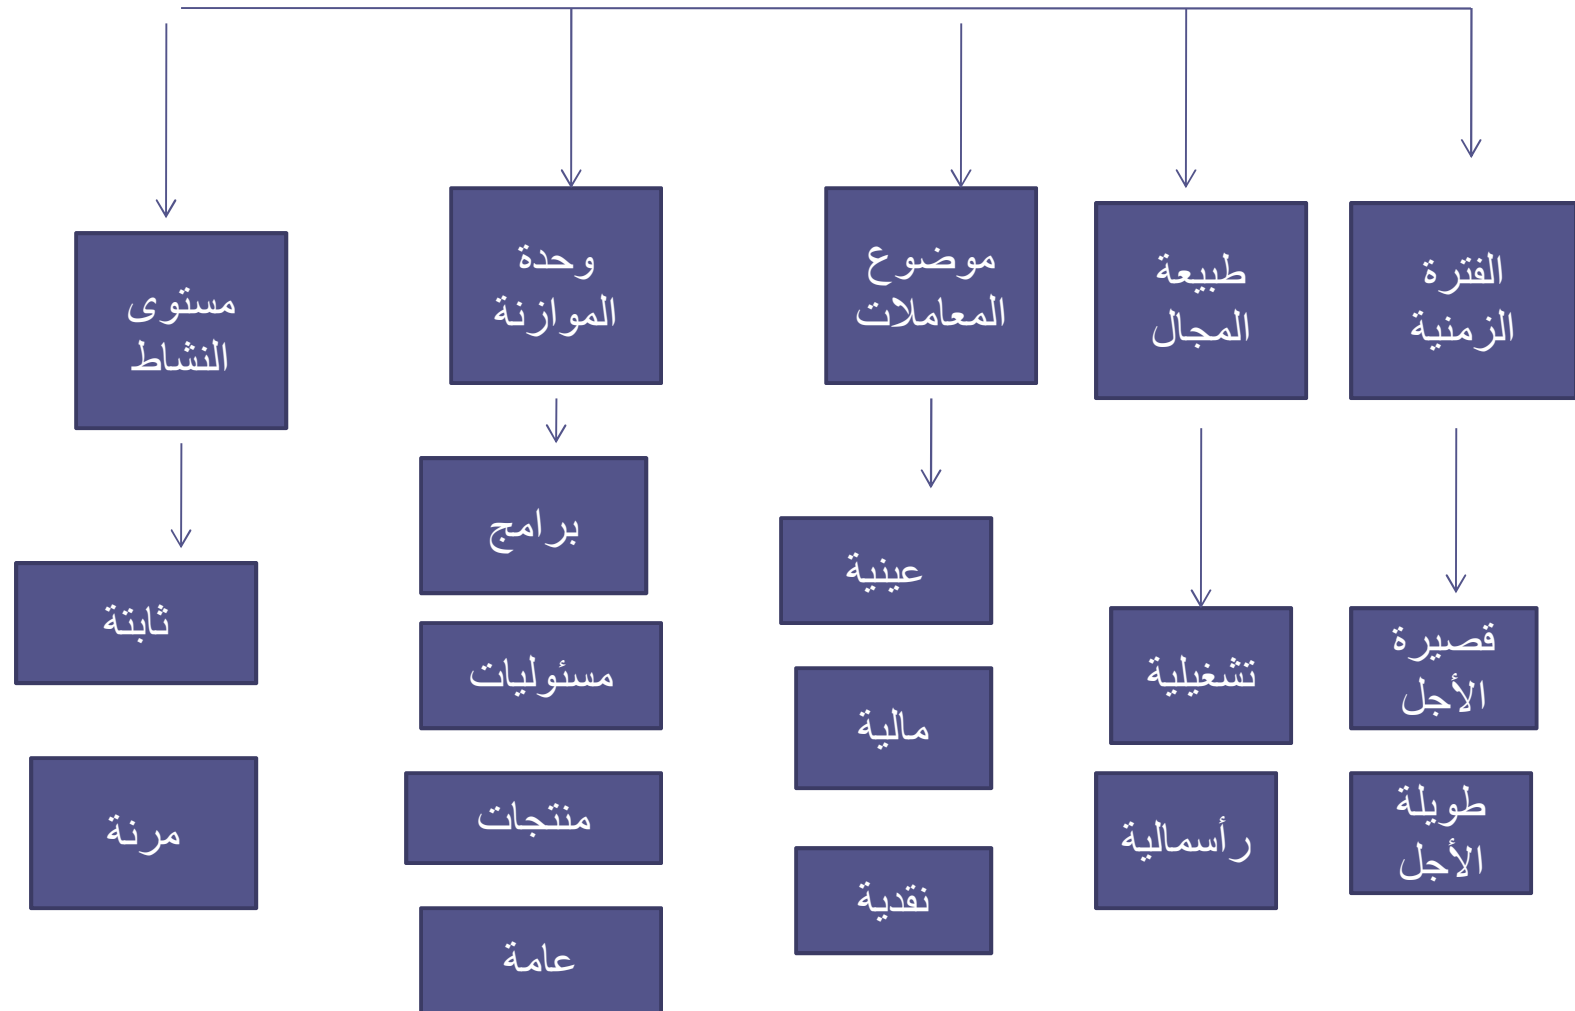 الفترة
الزمنية
طبيعة
المجال
موضوع
المعاملات
وحدة
الموازنة
مستوى
النشاط
قصيرة
الأجل
طويلة
الأجل
تشغيلية
رأسمالية
عينية
مالية
نقدية
برامج
مسئوليات
منتجات
عامة
ثابتة
مرنة